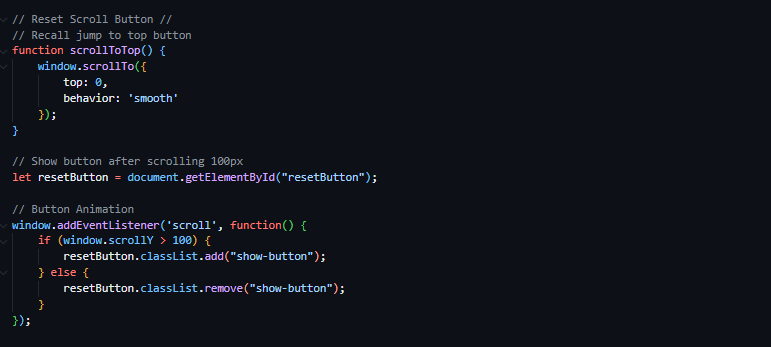 // Reset Scroll Button //
// Recall jump to top button
function scrollToTop() {
    window.scrollTo({
        top: 0,
        behavior: 'smooth'
    });
}

// Show button after scrolling 100px
let resetButton = document.getElementById("resetButton");

// Button Animation
window.addEventListener('scroll', function() {
    if (window.scrollY > 100) {
        resetButton.classList.add("show-button");
    } else {
        resetButton.classList.remove("show-button");
    }
});